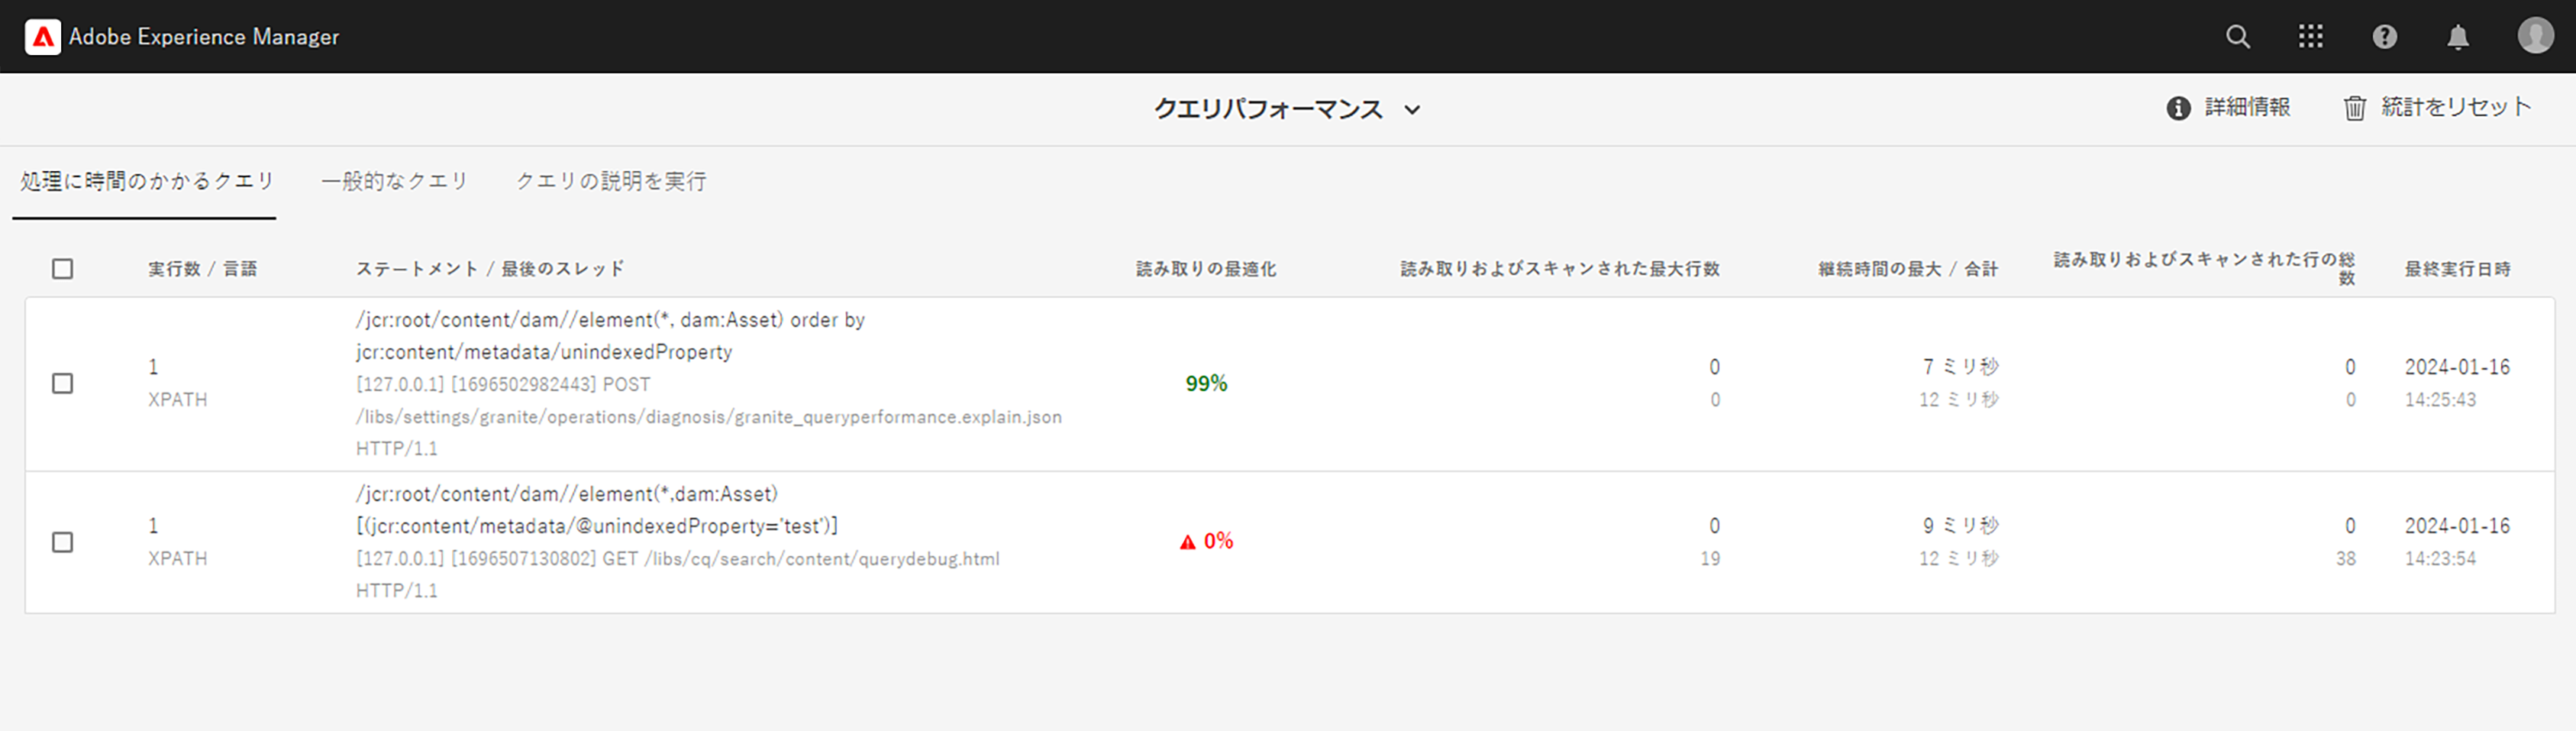 Adobe Experience Manager
クエリパフォーマンス
詳細情報
統計をリセット
処理に時間のかかるクエリ
一般的なクエリ
クエリの説明を実行
実行数 / 言語
ステートメント / 最後のスレッド
読み取りの最適化
読み取りおよびスキャンされた最大行数
継続時間の最大 / 合計
読み取りおよびスキャンされた行の総
数
最終実行日時
1
XPATH
/jcr:root/content/dam//element(*, dam:Asset) order by
jcr:content/metadata/unindexedProperty
[127.0.0.1] [1696502982443] POST
/libs/settings/granite/operations/diagnosis/granite_queryperformance.explain.json
HTTP/1.1
99%
0
0
7 ミリ秒
12 ミリ秒
0
0
2024-01-16
14:25:43
1
XPATH
/jcr:root/content/dam//element(*,dam:Asset)
[(jcr:content/metadata/@unindexedProperty='test')]
[127.0.0.1] [1696507130802] GET /libs/cq/search/content/querydebug.html
HTTP/1.1
0%
0
19
9 ミリ秒
12 ミリ秒
0
38
2024-01-16
14:23:54